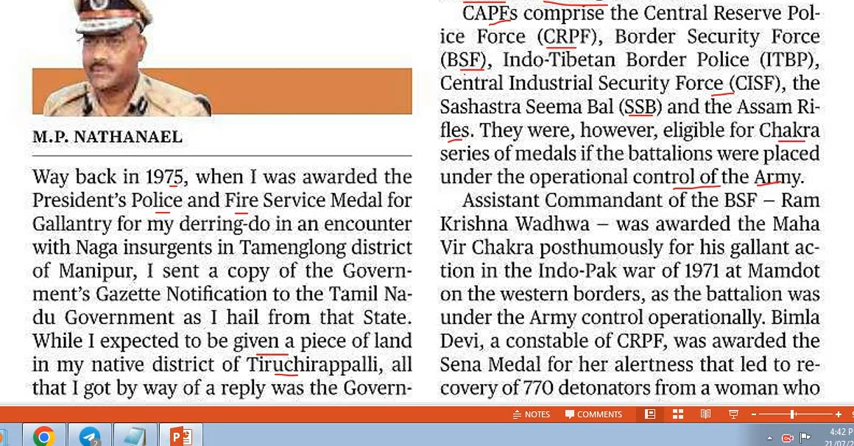 M.P. NATHANAEL
Way back in 1975, when I was awarded the
President's Police and Fire Service Medal for
Gallantry for my derring-do in an encounter
with Naga insurgents in Tamenglong district
of Manipur, I sent a copy of the Govern-
ment's Gazette Notification to the Tamil Na-
du Government as I hail from that State.
While I expected to be given a piece of land
in my native district of Tiruchirappalli, all
that I got by way of a reply was the Govern-
CAPFs comprise the Central Reserve Pol-
ice Force (CRPF), Border Security Force
(BSF), Indo-Tibetan Border Police (ITBP),
Central Industrial Security Force (CISF), the
Sashastra Seema Bal (SSB) and the Assam Ri-
fles. They were, however, eligible for Chakra
series of medals if the battalions were placed
under the operational control of the Army.
Assistant Commandant of the BSF – Ram
Krishna Wadhwa – was awarded the Maha
Vir Chakra posthumously for his gallant ac-
tion in the Indo-Pak war of 1971 at Mamdot
on the western borders, as the battalion was
under the Army control operationally. Bimla
Devi, a constable of CRPF, was awarded the
Sena Medal for her alertness that led to re-
covery of 770 detonators from a woman who
NOTES COMMENTS
4:42 P